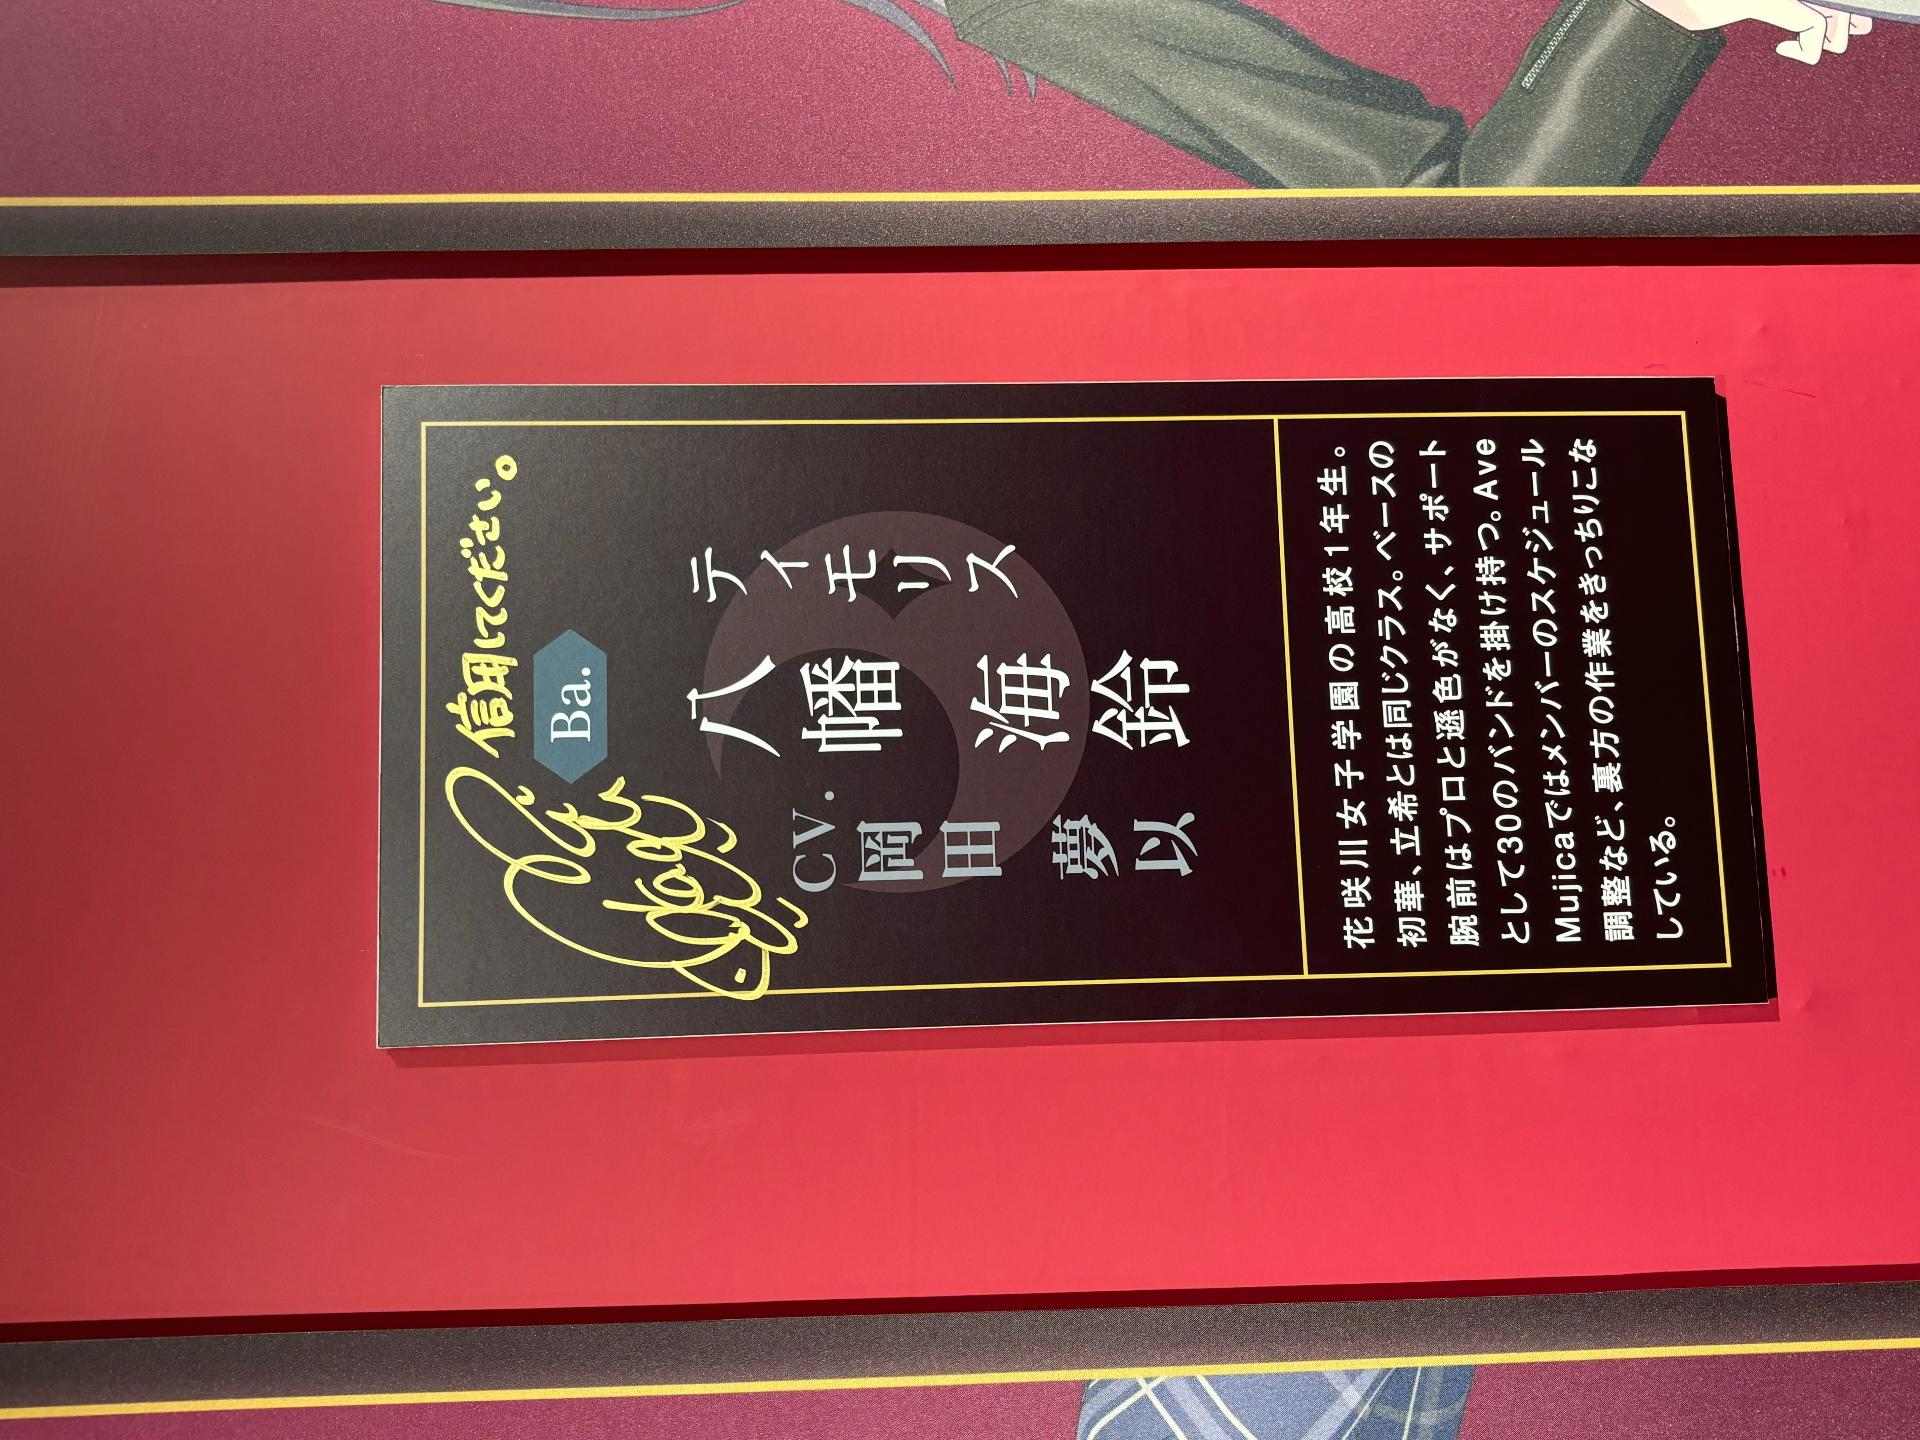 信用してください。
Ba.
ティモリス
八幡 海鈴
CV. 岡田 夢以
花咲川女子学園の高校1年生。
初華、立希とは同じクラス。ベースの
腕前はプロと遜色がなく、サポート
として30のバンドを掛け持つ。Ave
Mujicaではメンバーのスケジュール
調整など、裏方の作業をきっちりこな
している。